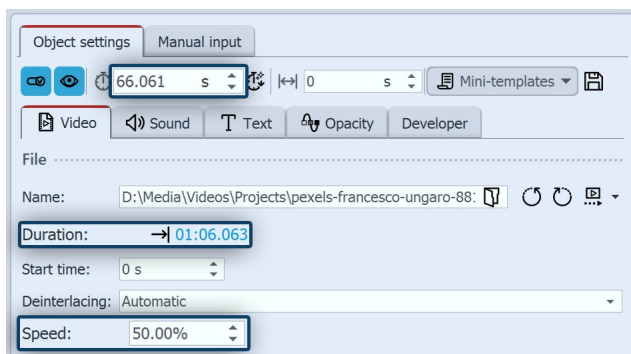 Object settings Manual input
66.061 s 0 s Mini-templates
Video Sound Text Opacity Developer
File
Name: D:\Media\Videos\Projects\pexels-francesco-ungaro-881
Duration: 01:06.063
Start time: 0 s
Deinterlacing: Automatic
Speed: 50.00%